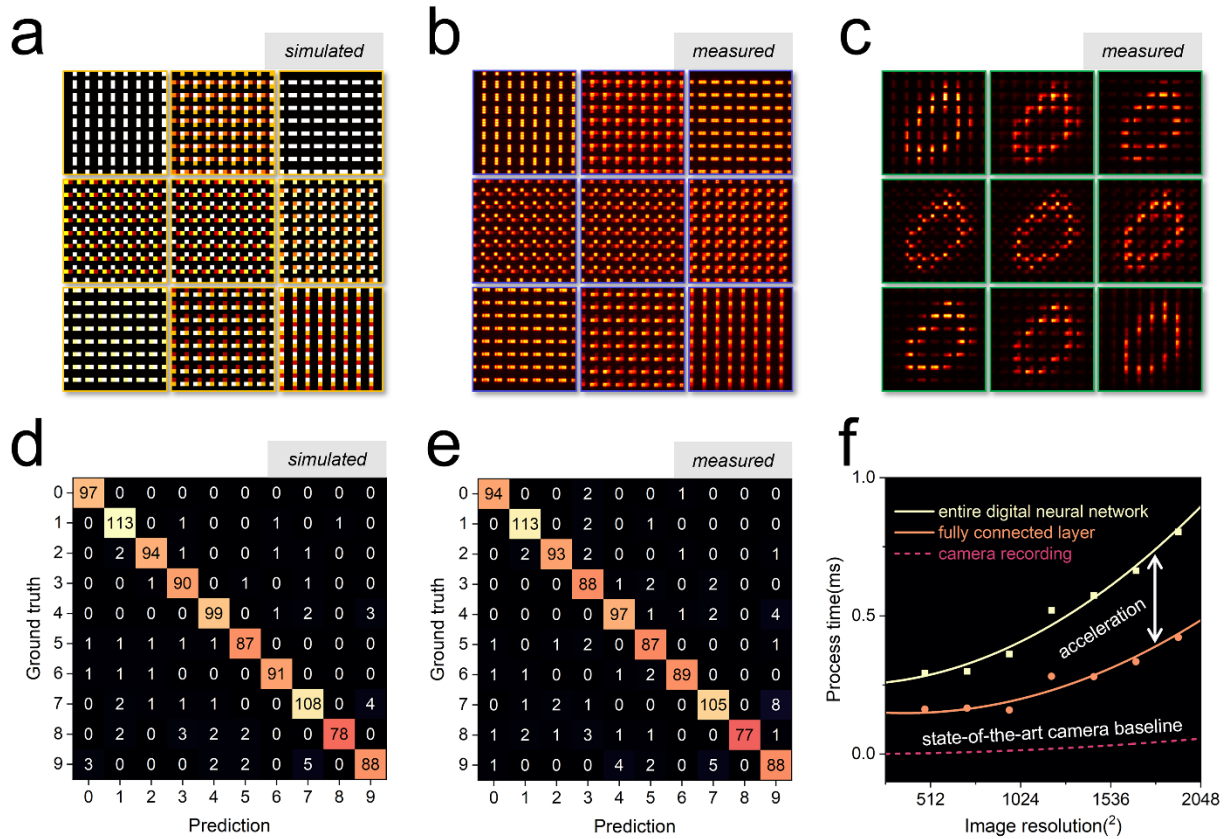 a simulated
b measured
c measured
d simulated
Ground truth
0 97 0 0 0 0 0 0 0 0 0
1 0 113 0 1 0 0 1 0 1 0
2 0 2 94 1 0 0 1 1 0 0
3 0 0 1 90 0 1 0 1 0 0
4 0 0 0 0 99 0 1 2 0 3
5 1 1 1 1 1 87 0 0 0 0
6 1 1 0 0 0 0 91 0 0 0
7 0 2 1 0 1 0 0 108 0 4
8 0 2 0 3 2 2 0 0 78 0
9 3 0 0 0 2 2 0 5 0 88
0 1 2 3 4 5 6 7 8 9
Prediction
e measured
Ground truth
0 94 0 0 2 0 0 1 0 0 0
1 0 113 0 2 0 1 0 0 0 0
2 0 2 93 2 0 0 0 1 0 1
3 0 0 0 88 1 2 0 2 0 0
4 0 0 0 0 97 1 2 1 0 4
5 0 1 0 1 2 87 1 0 0 0
6 1 1 0 0 1 2 89 0 0 0
7 0 2 1 0 0 0 0 105 0 8
8 1 2 1 3 1 1 0 0 77 1
9 1 0 0 0 4 2 0 5 0 88
0 1 2 3 4 5 6 7 8 9
Prediction
f
Process time(ms)
1.0
0.5
0.0
entire digital neural network
fully connected layer
camera recording
acceleration
state-of-the-art camera baseline
512 1024 1536 2048
Image resolution(²)